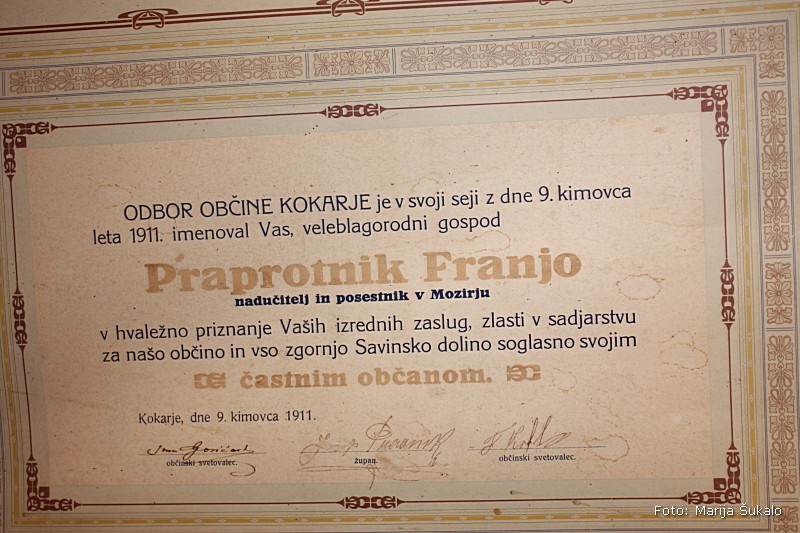 ODBOR OBČINE KOKARJE je v svoji seji z dne 9. kimovca
leta 1911. imenoval Vas, veleblagorodni gospod
Praprotnik Franjo
nadučitelj in posestnik v Mozirju
v hvaležno priznanje Vaših izrednih zaslug, zlasti v sadjarstvu
za našo občino in vso zgornjo Savinsko dolino soglasno svojim
častnim občanom.
Kokarje, dne 9. kimovca 1911.
občinski svetovalec. župan. občinski svetovalec.
Foto: Marija Šukalo